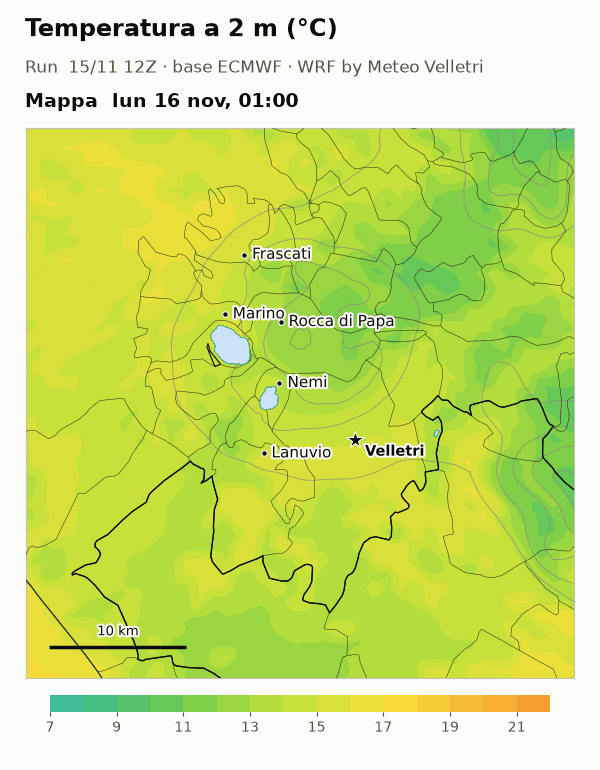 Temperatura a 2 m (°C)
Run  15/11 12Z · base ECMWF · WRF by Meteo Velletri
Mappa  lun 16 nov, 01:00
Frascati
Marino
Rocca di Papa
Nemi
Velletri
Lanuvio
10 km
7 9 11 13 15 17 19 21